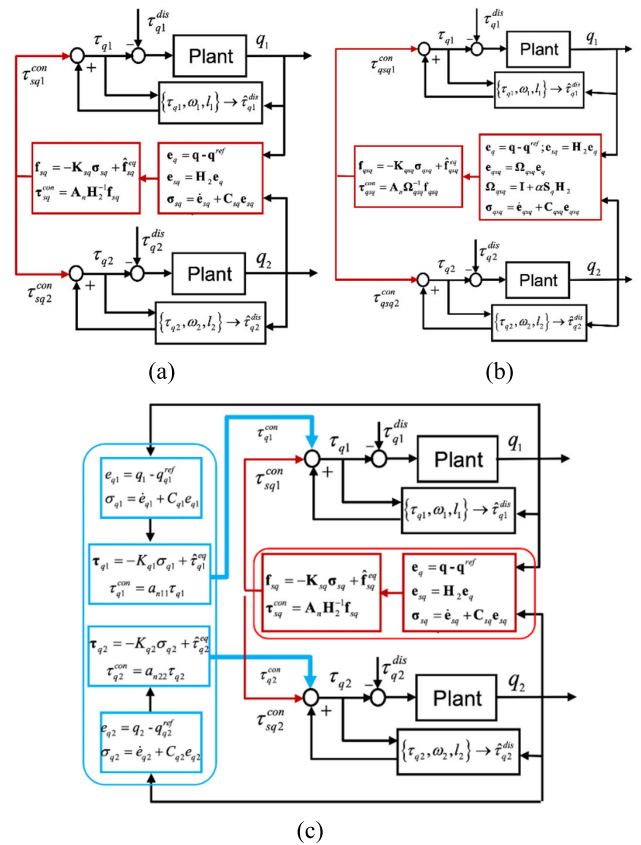 τ_{q1}^{dis}
τ_{q1}
−
Plant
q_1
τ_{sq1}^{con}
+
{τ_{q1}, ω_1, l_1} → τ̂_{q1}^{dis}
f_{sq} = −K_{sq}σ_{sq} + f̂_{sq}^{eq}
τ_{sq}^{con} = A_n H_2^{-1} f_{sq}
e_q = q - q^{ref}
e_{sq} = H_2 e_q
σ_{sq} = ė_{sq} + C_{sq} e_{sq}
τ_{q2}^{dis}
τ_{q2}
−
Plant
q_2
τ_{sq2}^{con}
+
{τ_{q2}, ω_2, l_2} → τ̂_{q2}^{dis}
(a)
τ_{q1}^{dis}
τ_{q1}
−
Plant
q_1
τ_{qsq1}^{con}
+
{τ_{q1}, ω_1, l_1} → τ̂_{q1}^{dis}
f_{qsq} = −K_{qsq}σ_{qsq} + f̂_{qsq}^{eq}
τ_{qsq}^{con} = A_n Ω_{qsq}^{-1} f_{qsq}
e_q = q - q^{ref}; e_{sq} = H_2 e_q
e_{qsq} = Ω_{qsq} e_q
Ω_{qsq} = I + αS_q H_2
σ_{qsq} = ė_{qsq} + C_{qsq} e_{qsq}
τ_{q2}^{dis}
τ_{q2}
−
Plant
q_2
τ_{qsq2}^{con}
+
{τ_{q2}, ω_2, l_2} → τ̂_{q2}^{dis}
(b)
e_{q1} = q_1 - q_{q1}^{ref}
σ_{q1} = ė_{q1} + C_{q1} e_{q1}
τ_{q1} = −K_{q1}σ_{q1} + τ̂_{q1}^{eq}
τ_{q1}^{con} = a_{n11} τ_{q1}
τ_{q2} = −K_{q2}σ_{q2} + τ̂_{q2}^{eq}
τ_{q2}^{con} = a_{n22} τ_{q2}
e_{q2} = q_2 - q_{q2}^{ref}
σ_{q2} = ė_{q2} + C_{q2} e_{q2}
τ_{q1}^{con}
τ_{q1}
τ_{q1}^{dis}
−
Plant
q_1
τ_{sq1}^{con}
+
{τ_{q1}, ω_1, l_1} → τ̂_{q1}^{dis}
f_{sq} = −K_{sq}σ_{sq} + f̂_{sq}^{eq}
τ_{sq}^{con} = A_n H_2^{-1} f_{sq}
e_q = q - q^{ref}
e_{sq} = H_2 e_q
σ_{sq} = ė_{sq} + C_{sq} e_{sq}
τ_{q2}^{con}
τ_{q2}
τ_{q2}^{dis}
−
Plant
q_2
τ_{sq2}^{con}
+
{τ_{q2}, ω_2, l_2} → τ̂_{q2}^{dis}
(c)